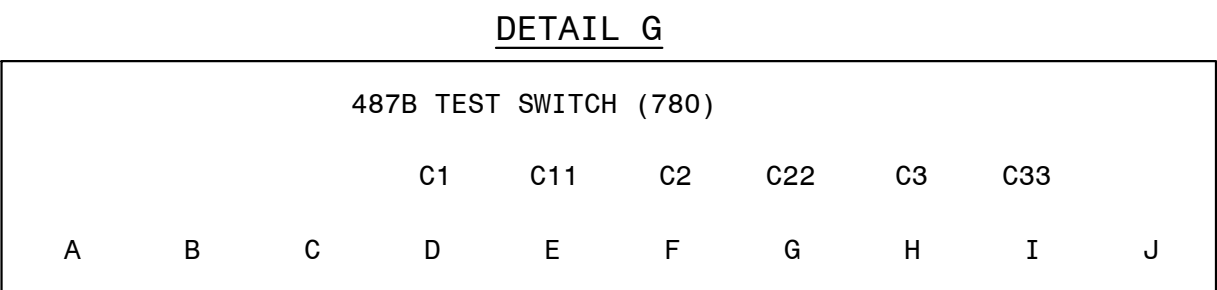 DETAIL G
487B TEST SWITCH (780)
C1 C11 C2 C22 C3 C33
A B C D E F G H I J